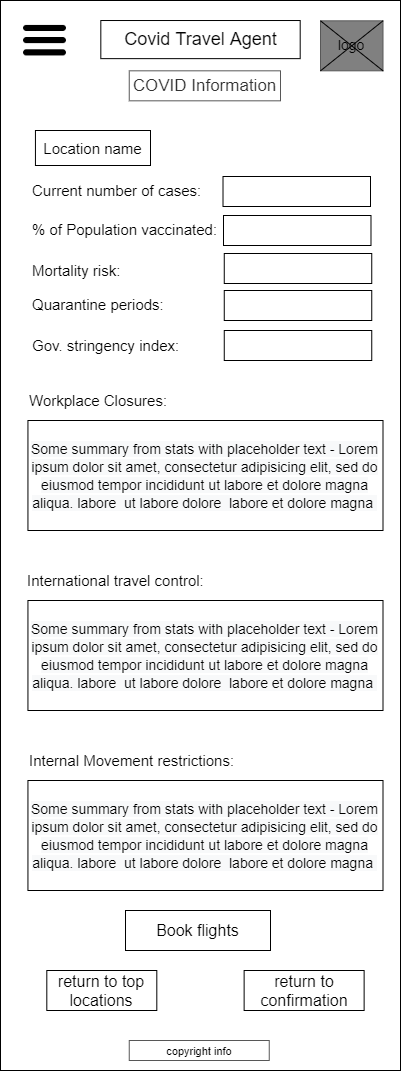 Covid Travel Agent
logo
COVID Information
Location name
Current number of cases:
% of Population vaccinated:
Mortality risk:
Quarantine periods:
Gov. stringency index:
Workplace Closures:
Some summary from stats with placeholder text - Lorem
ipsum dolor sit amet, consectetur adipisicing elit, sed do
eiusmod tempor incididunt ut labore et dolore magna
aliqua. labore  ut labore dolore  labore et dolore magna
International travel control:
Some summary from stats with placeholder text - Lorem
ipsum dolor sit amet, consectetur adipisicing elit, sed do
eiusmod tempor incididunt ut labore et dolore magna
aliqua. labore  ut labore dolore  labore et dolore magna
Internal Movement restrictions:
Some summary from stats with placeholder text - Lorem
ipsum dolor sit amet, consectetur adipisicing elit, sed do
eiusmod tempor incididunt ut labore et dolore magna
aliqua. labore  ut labore dolore  labore et dolore magna
Book flights
return to top
locations
return to
confirmation
copyright info